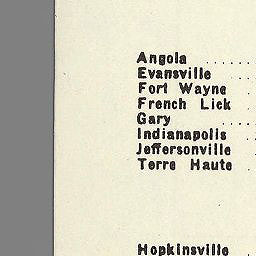 Angola ......
Evansville ....
Fort Wayne .
French Lick .
Gary ....
Indianapolis .
Jeffersonville .
Terre Haute .
Hopkinsville .